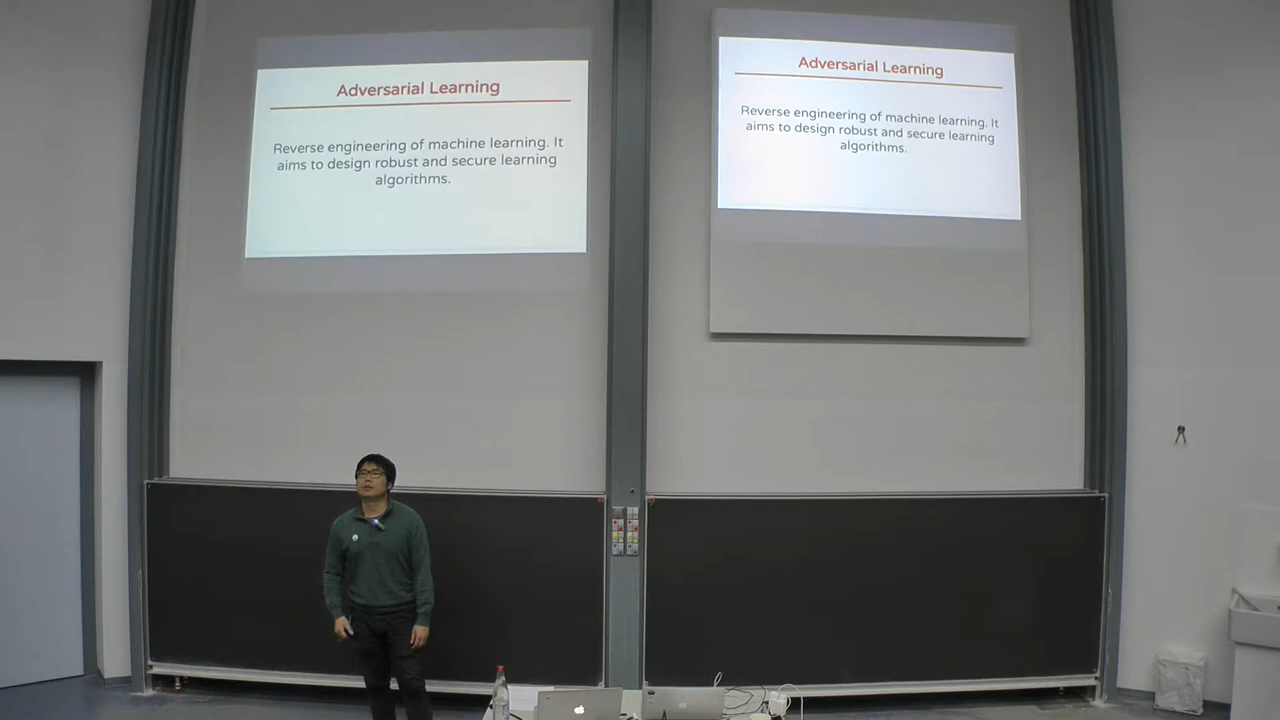 Adversarial Learning
Reverse engineering of machine learning. It
aims to design robust and secure learning
algorithms.
Adversarial Learning
Reverse engineering of machine learning. It
aims to design robust and secure learning
algorithms.